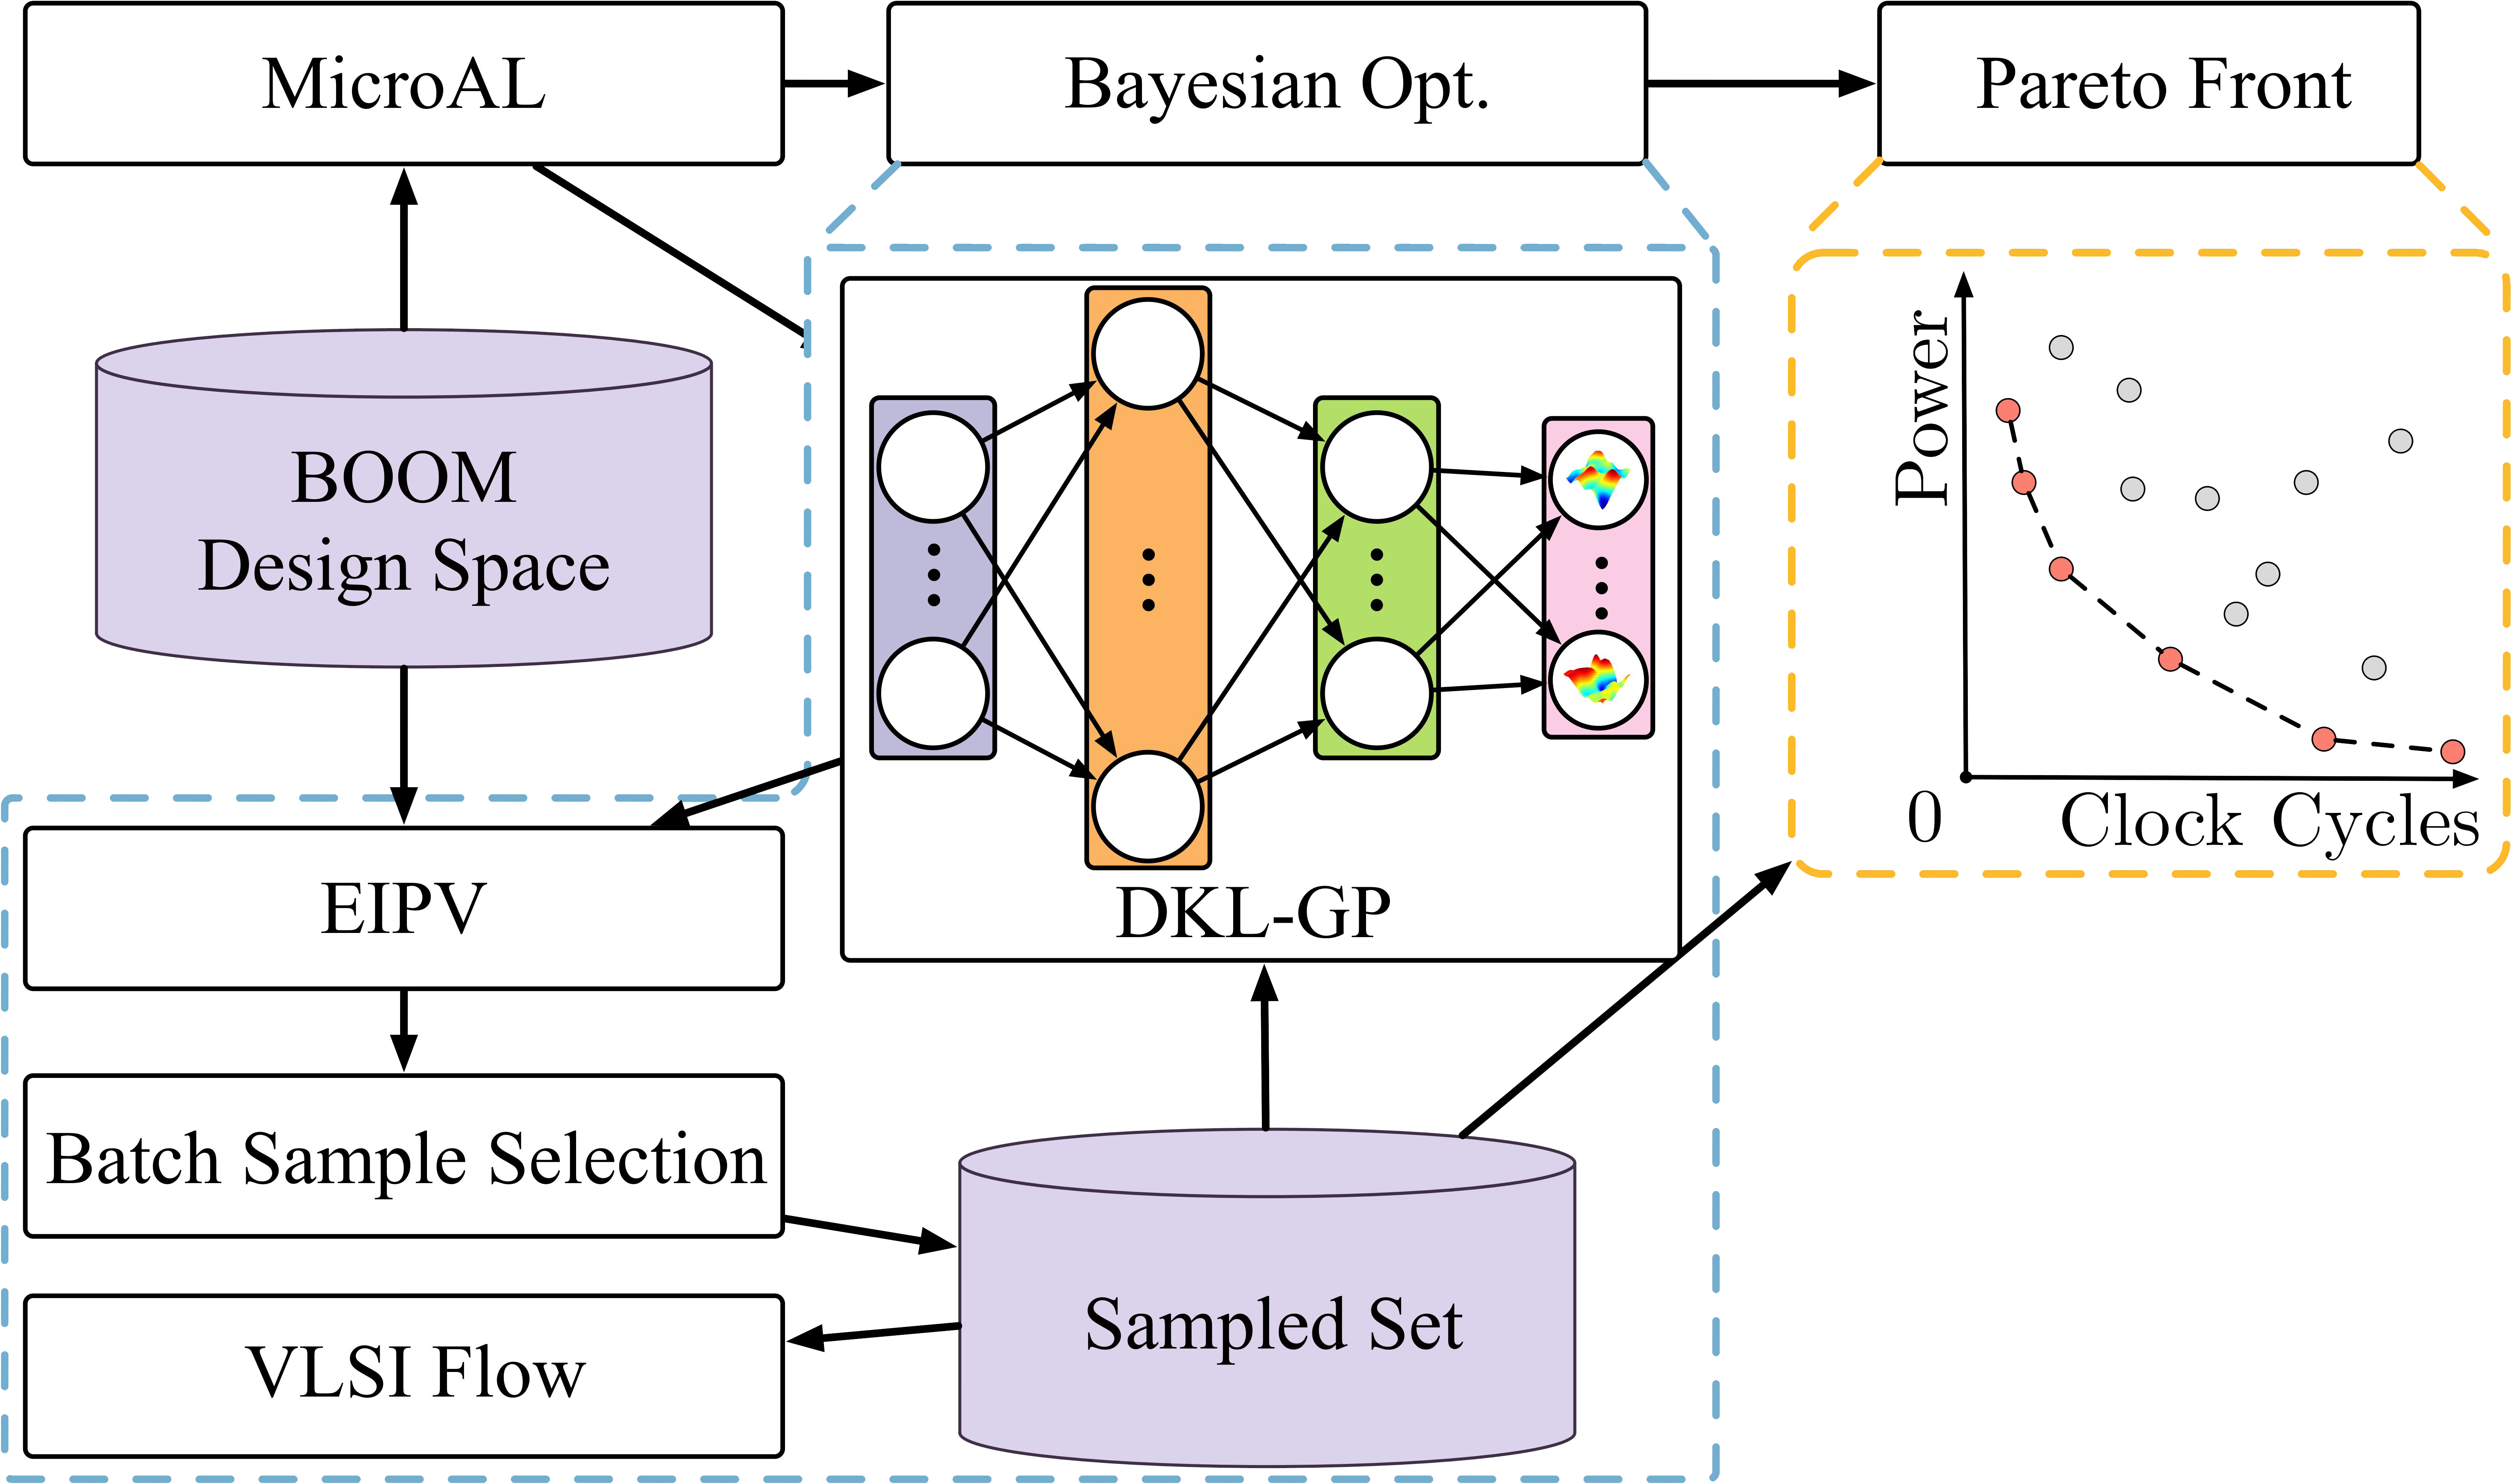 MicroAL
Bayesian Opt.
Pareto Front
BOOM
Design Space
Power
0
Clock Cycles
DKL-GP
EIPV
Batch Sample Selection
Sampled Set
VLSI Flow